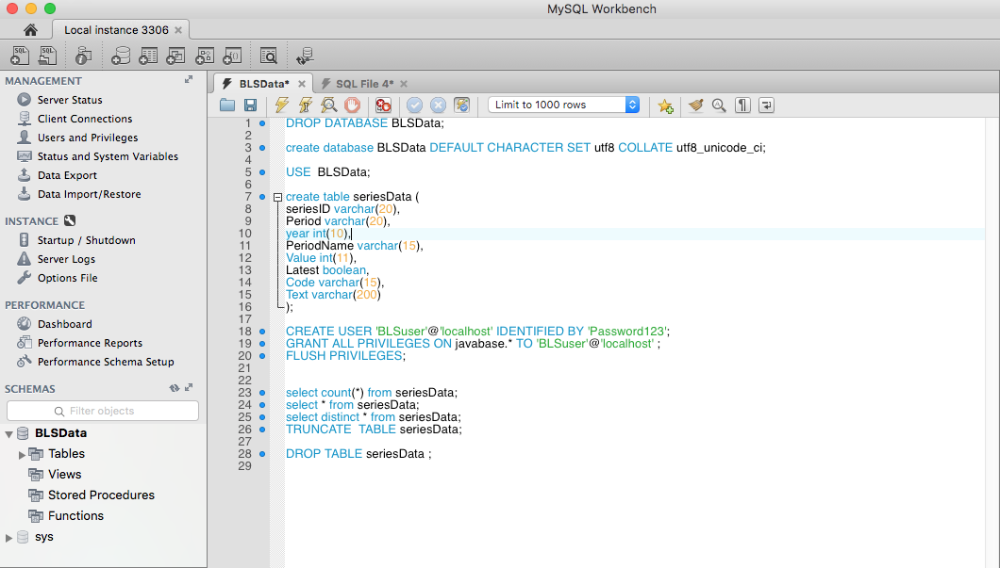 MySQL Workbench
Local instance 3306
MANAGEMENT
Server Status
Client Connections
Users and Privileges
Status and System Variables
Data Export
Data Import/Restore
INSTANCE
Startup / Shutdown
Server Logs
Options File
PERFORMANCE
Dashboard
Performance Reports
Performance Schema Setup
SCHEMAS
Filter objects
BLSData
Tables
Views
Stored Procedures
Functions
sys
BLSData* SQL File 4*
Limit to 1000 rows
1 DROP DATABASE BLSData;
2
3 create database BLSData DEFAULT CHARACTER SET utf8 COLLATE utf8_unicode_ci;
4
5 USE  BLSData;
6
7 create table seriesData (
8 seriesID varchar(20),
9 Period varchar(20),
10 year int(10),
11 PeriodName varchar(15),
12 Value int(11),
13 Latest boolean,
14 Code varchar(15),
15 Text varchar(200)
16 );
17
18 CREATE USER 'BLSuser'@'localhost' IDENTIFIED BY 'Password123';
19 GRANT ALL PRIVILEGES ON javabase.* TO 'BLSuser'@'localhost' ;
20 FLUSH PRIVILEGES;
21
22
23 select count(*) from seriesData;
24 select * from seriesData;
25 select distinct * from seriesData;
26 TRUNCATE  TABLE seriesData;
27
28 DROP TABLE seriesData ;
29